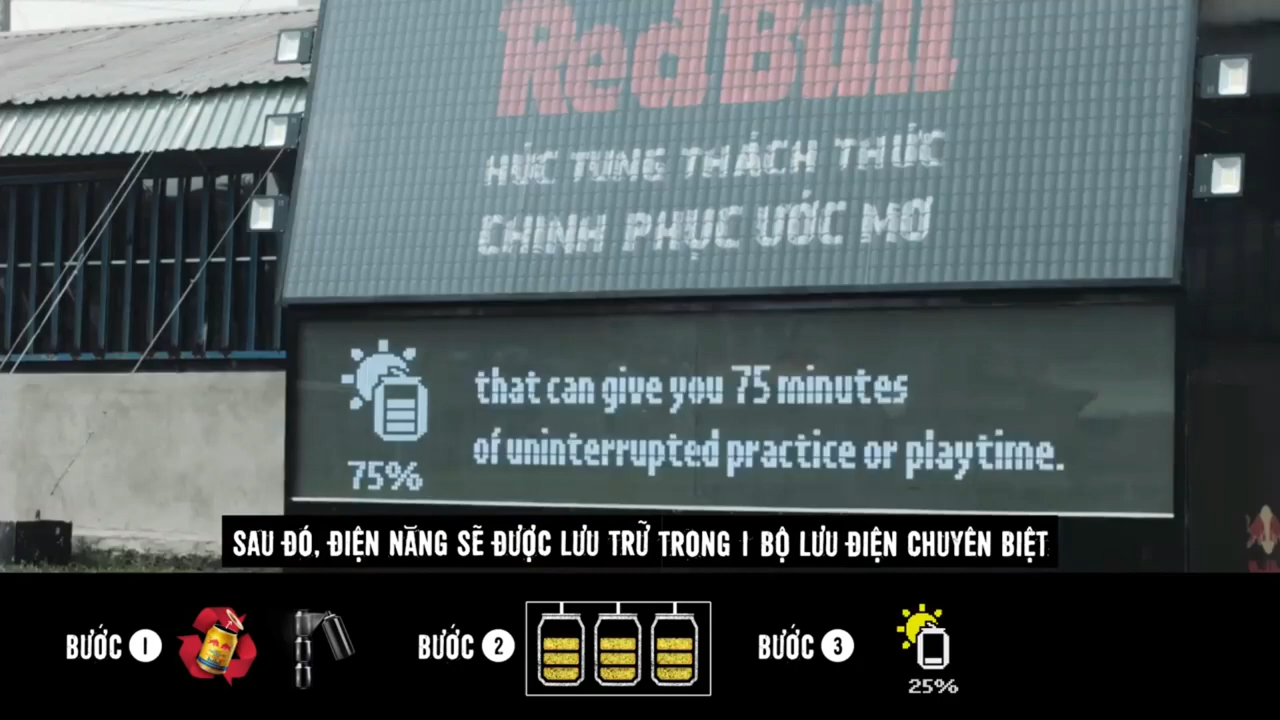 Red Bull
HÚC TUNG THÁCH THỨC
CHINH PHỤC ƯỚC MƠ
that can give you 75 minutes
of uninterrupted practice or playtime.
75%
SAU ĐÓ, ĐIỆN NĂNG SẼ ĐƯỢC LƯU TRỮ TRONG 1 BỘ LƯU ĐIỆN CHUYÊN BIỆT
BƯỚC 1
BƯỚC 2
BƯỚC 3
25%